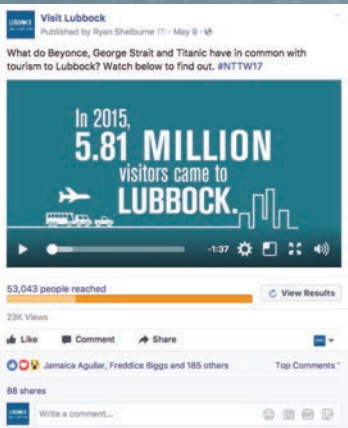 Visit Lubbock
Published by Ryan Shelburne [?] · May 9 ·
What do Beyonce, George Strait and Titanic have in common with
tourism to Lubbock? Watch below to find out. #NTTW17
In 2015,
5.81 MILLION
visitors came to
LUBBOCK.
-1:37
53,043 people reached
View Results
23K Views
Like Comment Share
Jamaica Aguilar, Freddice Biggs and 185 others
Top Comments
88 shares
Write a comment...